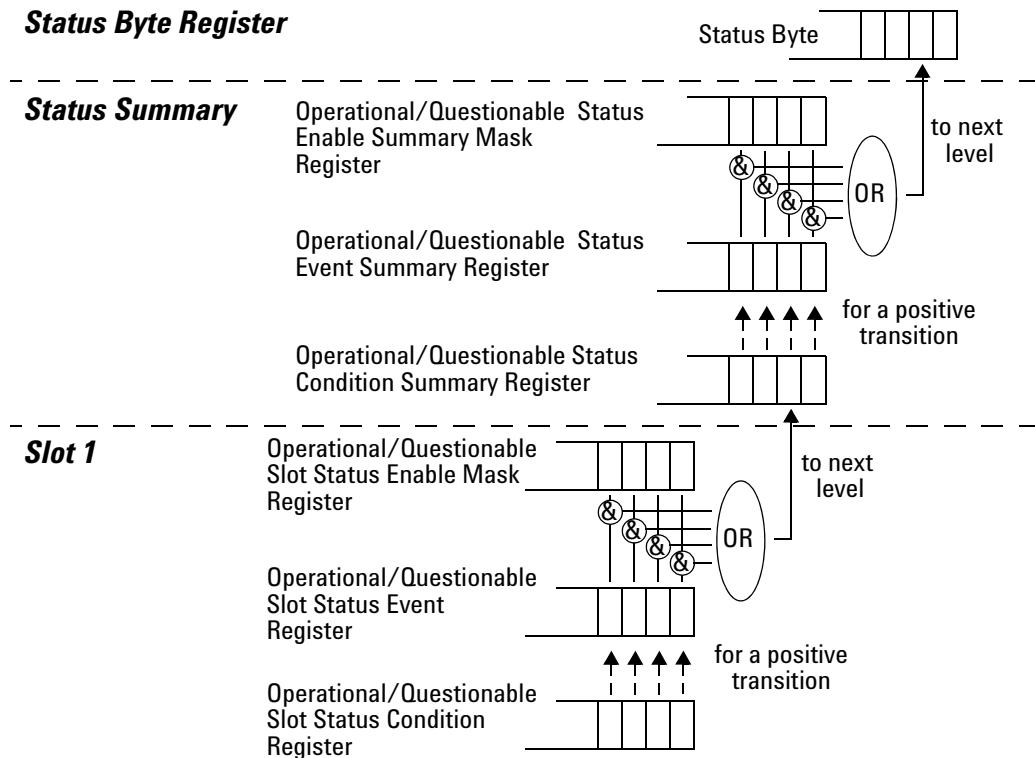 Status Byte Register
Status Byte
Status Summary
Operational/Questionable Status
Enable Summary Mask
Register
&
&
&
&
OR
to next
level
Operational/Questionable Status
Event Summary Register
for a positive
transition
Operational/Questionable Status
Condition Summary Register
Slot 1
Operational/Questionable
Slot Status Enable Mask
Register
&
&
&
&
OR
to next
level
Operational/Questionable
Slot Status Event
Register
for a positive
transition
Operational/Questionable
Slot Status Condition
Register